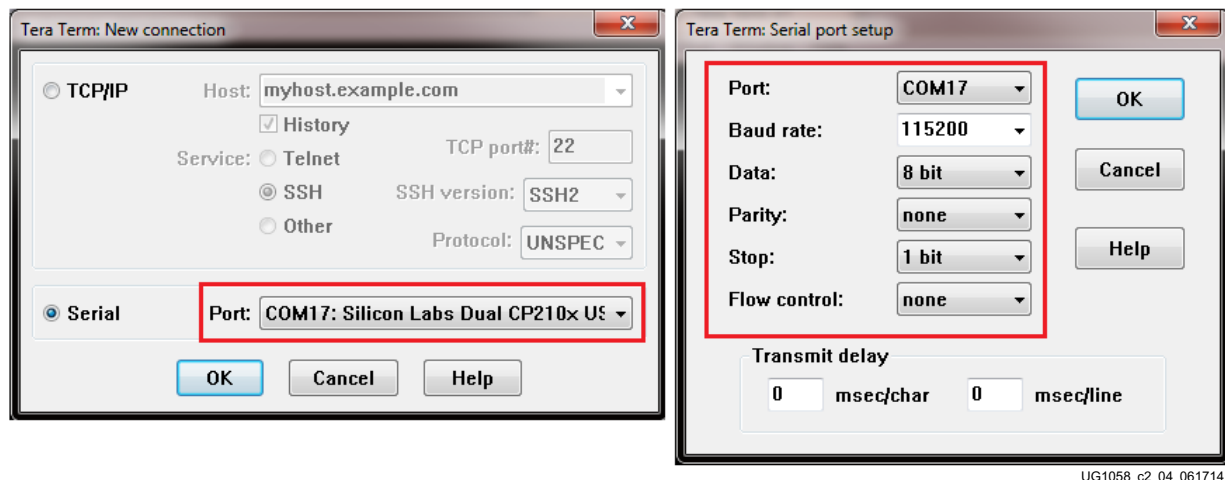 Tera Term: New connection
TCP/IP
Host: myhost.example.com
History
Service: Telnet
TCP port#: 22
SSH
SSH version: SSH2
Other
Protocol: UNSPEC
Serial
Port: COM17: Silicon Labs Dual CP210x US
OK
Cancel
Help
Tera Term: Serial port setup
Port: COM17
Baud rate: 115200
Data: 8 bit
Parity: none
Stop: 1 bit
Flow control: none
OK
Cancel
Help
Transmit delay
0 msec/char 0 msec/line
UG1058_c2_04_061714